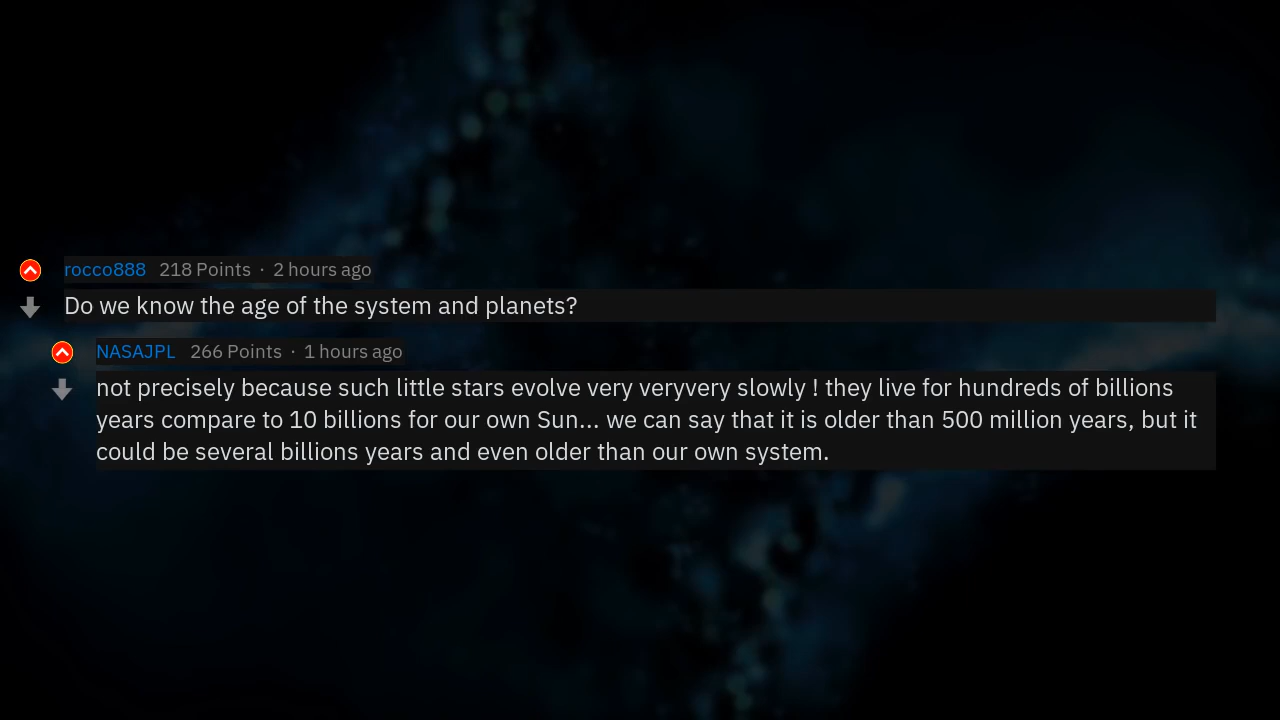 rocco888 218 Points · 2 hours ago
Do we know the age of the system and planets?
NASAJPL 266 Points · 1 hours ago
not precisely because such little stars evolve very veryvery slowly ! they live for hundreds of billions
years compare to 10 billions for our own Sun... we can say that it is older than 500 million years, but it
could be several billions years and even older than our own system.